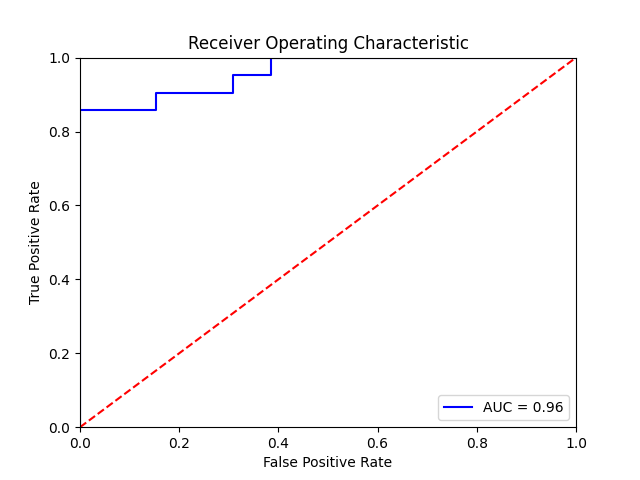 Receiver Operating Characteristic
1.0
0.8
0.6
0.4
0.2
0.0
True Positive Rate
AUC = 0.96
0.0 0.2 0.4 0.6 0.8 1.0
False Positive Rate